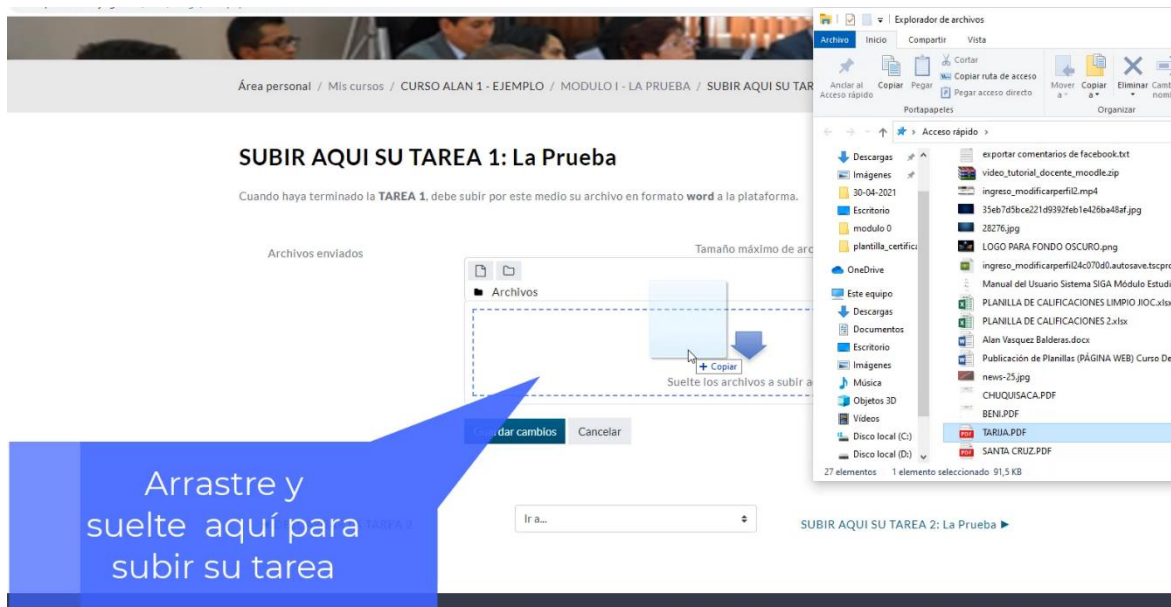 Área personal / Mis cursos / CURSO ALAN 1 - EJEMPLO / MODULO I - LA PRUEBA / SUBIR AQUI SU TAR
SUBIR AQUI SU TAREA 1: La Prueba
Cuando haya terminado la TAREA 1, debe subir por este medio su archivo en formato word a la plataforma.
Archivos enviados
Tamaño máximo de arc
Archivos
+ Copiar
Suelte los archivos a subir a
dar cambios
Cancelar
Arrastre y
suelte aquí para
subir su tarea
Ir a...
SUBIR AQUI SU TAREA 2: La Prueba ►
Explorador de archivos
Archivo Inicio Compartir Vista
Anclar al
Acceso rápido
Copiar
Pegar
Cortar
Copiar ruta de acceso
Pegar acceso directo
Mover
a
Copiar
a
Eliminar
Camb
nom
Portapapeles
Organizar
Acceso rápido
Descargas
Imágenes
30-04-2021
Escritorio
modulo 0
plantilla_certific
OneDrive
Este equipo
Descargas
Documentos
Escritorio
Imágenes
Música
Objetos 3D
Vídeos
Disco local (C:)
Disco local (D:)
exportar comentarios de facebook.txt
video_tutorial_docente_moodle.zip
ingreso_modificarperfil2.mp4
35eb7d5bce221d9392feb1e426ba48af.jpg
28276.jpg
LOGO PARA FONDO OSCURO.png
ingreso_modificarperfil24c070d0.autosave.tscpro
Manual del Usuario Sistema SIGA Módulo Estudi
PLANILLA DE CALIFICACIONES LIMPIO JIOC.xlsx
PLANILLA DE CALIFICACIONES 2.xlsx
Alan Vasquez Balderas.docx
Publicación de Planillas (PÁGINA WEB) Curso De
news-25.jpg
CHUQUISACA.PDF
BENI.PDF
TARIJA.PDF
SANTA CRUZ.PDF
27 elementos 1 elemento seleccionado 91,5 KB